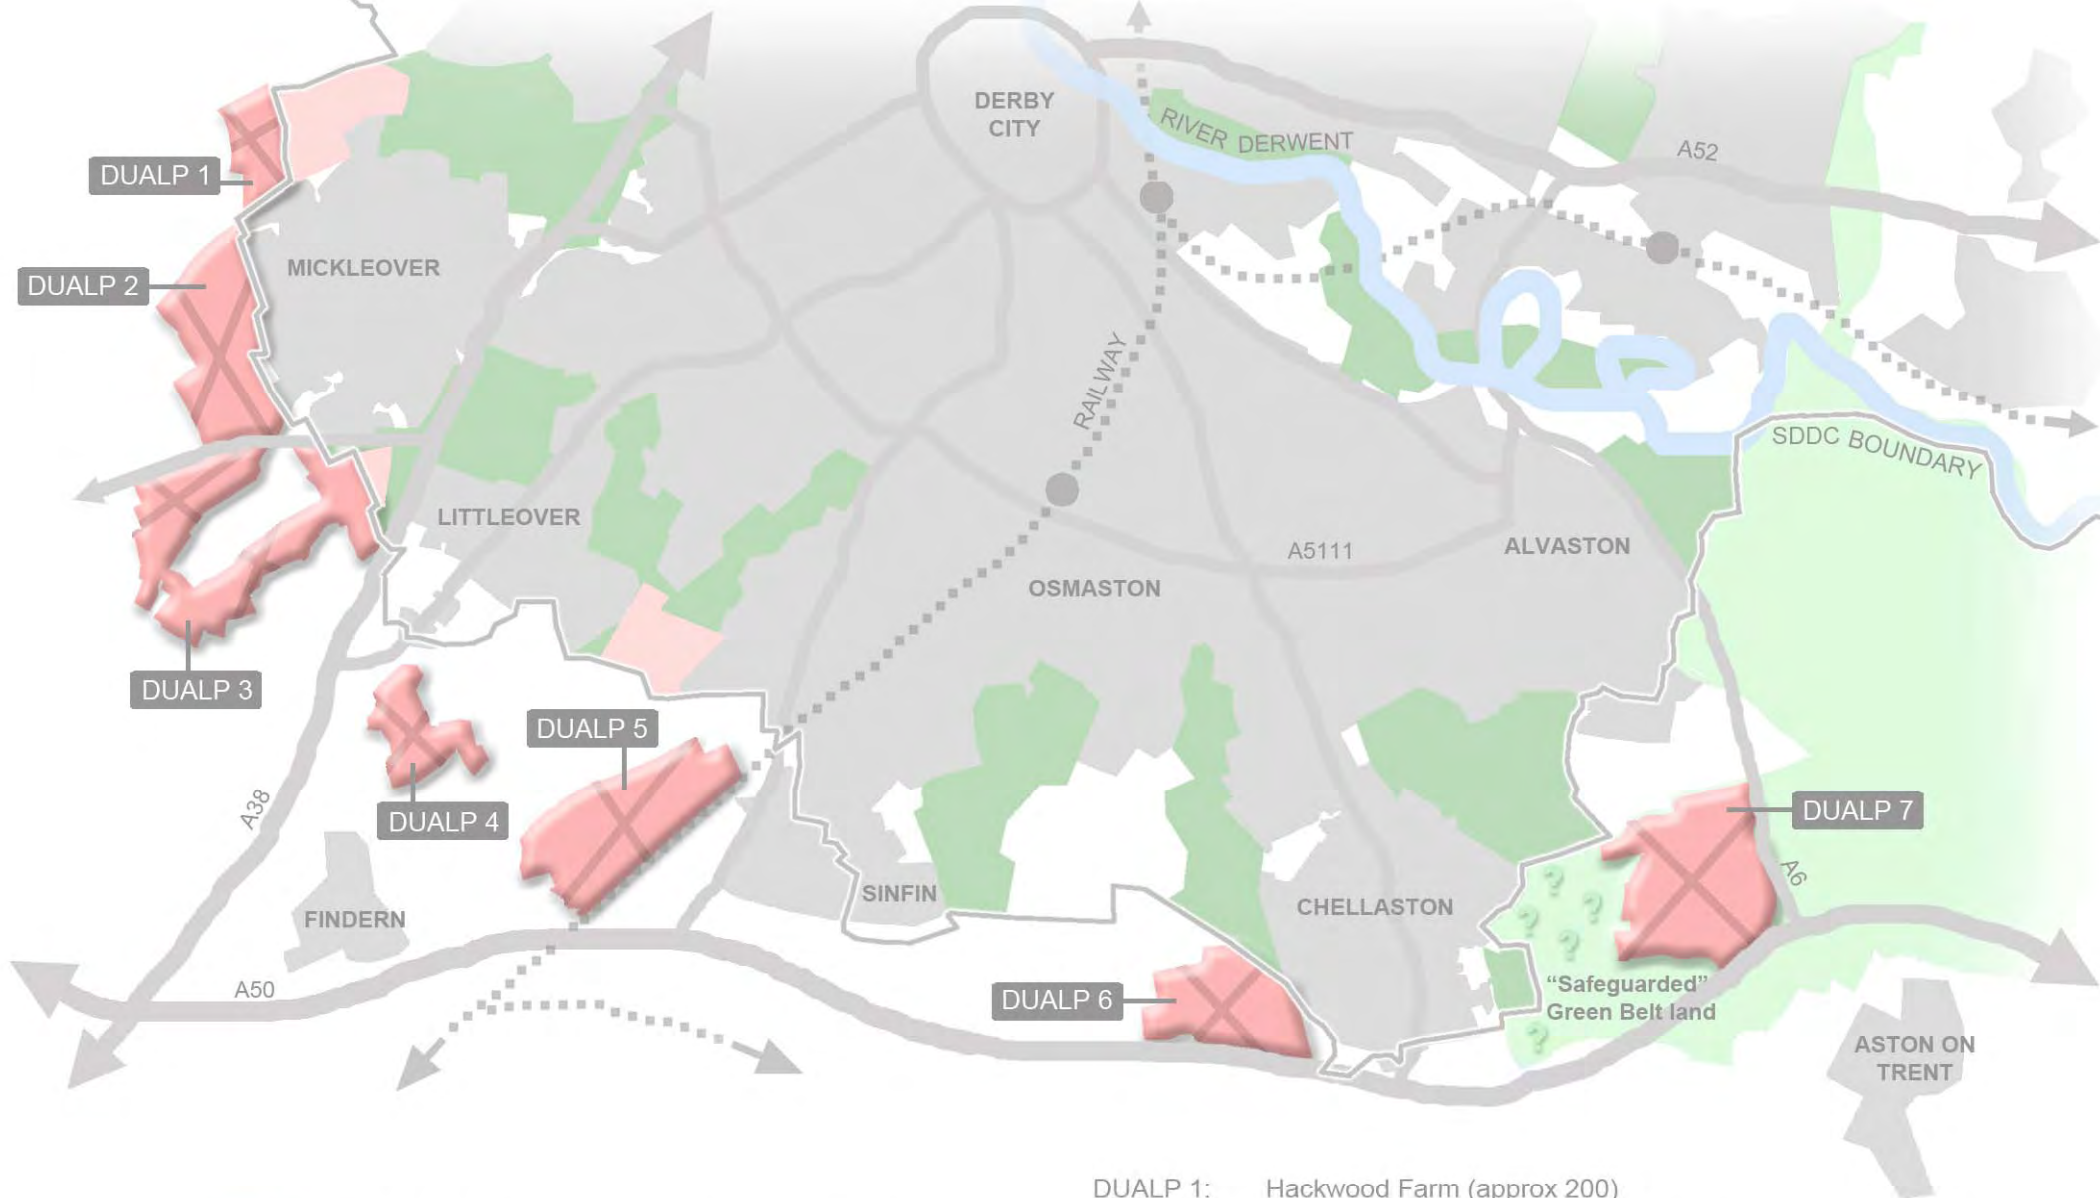 DERBY
CITY
RIVER DERWENT
A52
DUALP 1
MICKLEOVER
DUALP 2
RAILWAY
SDDC BOUNDARY
LITTLEOVER
A5111
ALVASTON
OSMASTON
DUALP 3
DUALP 5
A38
DUALP 4
DUALP 7
A6
SINFIN
FINDERN
CHELLASTON
?
?
?
?
“Safeguarded”
Green Belt land
A50
DUALP 6
?
ASTON ON
TRENT
DUALP 1: Hackwood Farm (approx 200)